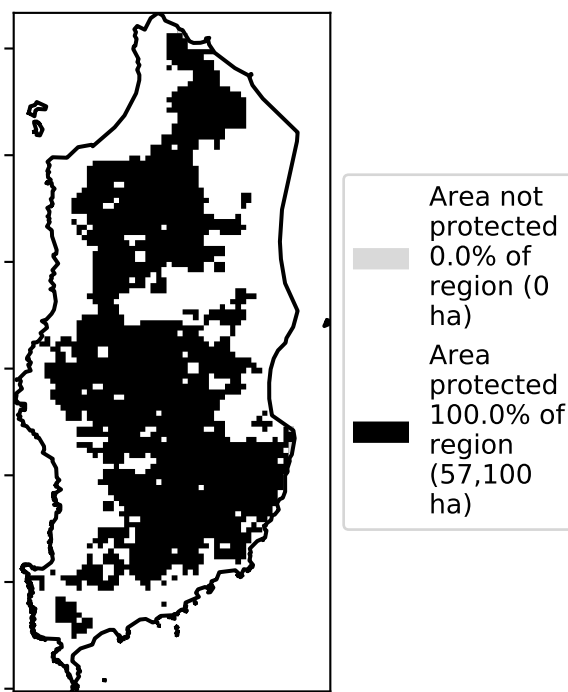 Area not
protected
0.0% of
region (0
ha)
Area
protected
100.0% of
region
(57,100
ha)